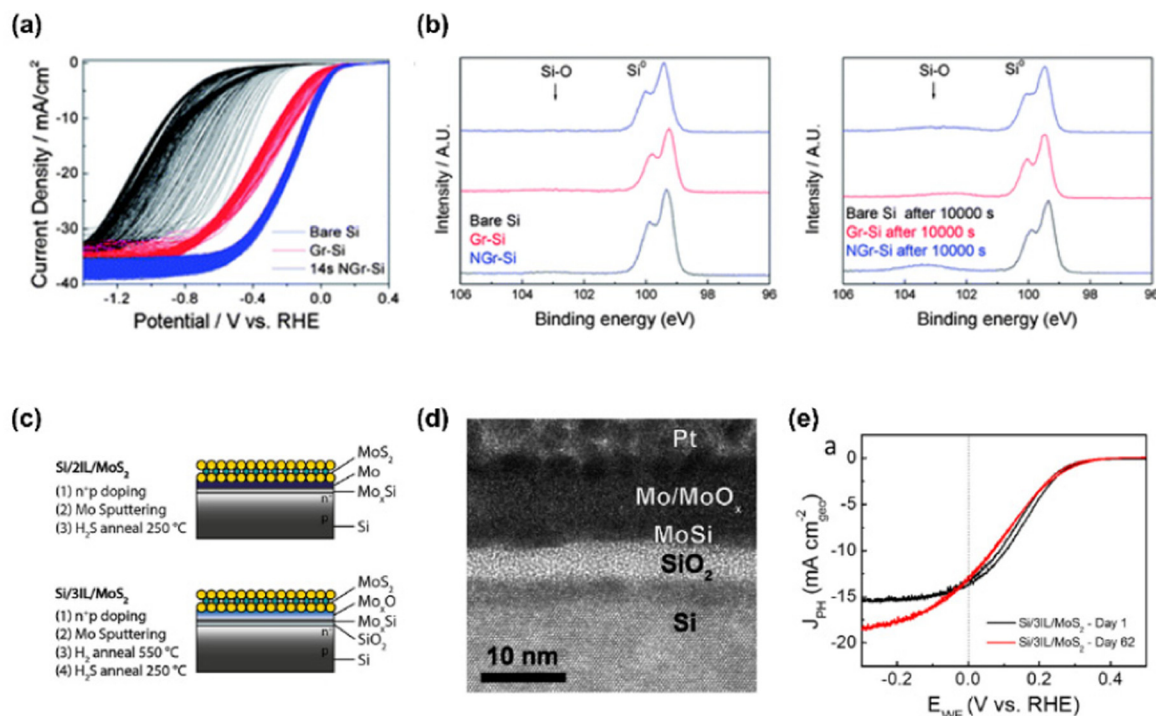 (a)
0
-10
-20
-30
-40
Current Density / mA/cm²
-1.2
-0.8
-0.4
0.0
0.4
Potential / V vs. RHE
Bare Si
Gr-Si
14s NGr-Si
(b)
Si-O
Si⁰
Intensity / A.U.
Bare Si
Gr-Si
NGr-Si
106
104
102
100
98
96
Binding energy (eV)
Si-O
Si⁰
Intensity / A.U.
Bare Si after 10000 s
Gr-Si after 10000 s
NGr-Si after 10000 s
106
104
102
100
98
96
Binding energy (eV)
(c)
Si/2IL/MoS₂
(1) n⁺p doping
(2) Mo Sputtering
(3) H₂S anneal 250 °C
MoS₂
Mo
MoₓSi
Si
n⁺
p
Si/3IL/MoS₂
(1) n⁺p doping
(2) Mo Sputtering
(3) H₂ anneal 550 °C
(4) H₂S anneal 250 °C
MoS₂
MoₓO
MoₓSi
SiO₂
Si
n⁺
p
(d)
Pt
Mo/MoOₓ
MoSi
SiO₂
Si
10 nm
(e)
a
0
-5
-10
-15
-20
J_PH (mA cm⁻²_geo)
Si/3IL/MoS₂ - Day 1
Si/3IL/MoS₂ - Day 62
-0.2
0.0
0.2
0.4
E_WE (V vs. RHE)